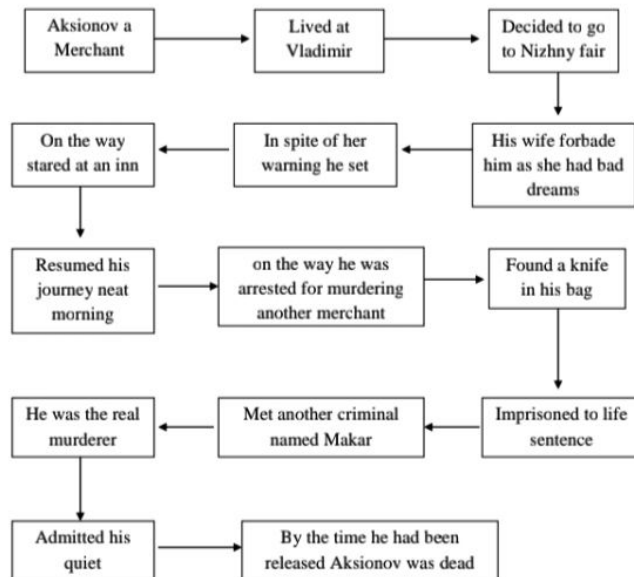 Aksionov a
Merchant
Lived at
Vladimir
Decided to go
to Nizhny fair
His wife forbade
him as she had bad
dreams
In spite of her
warning he set
On the way
stared at an inn
Resumed his
journey neat
morning
on the way he was
arrested for murdering
another merchant
Found a knife
in his bag
Imprisoned to life
sentence
Met another criminal
named Makar
He was the real
murderer
Admitted his
quiet
By the time he had been
released Aksionov was dead